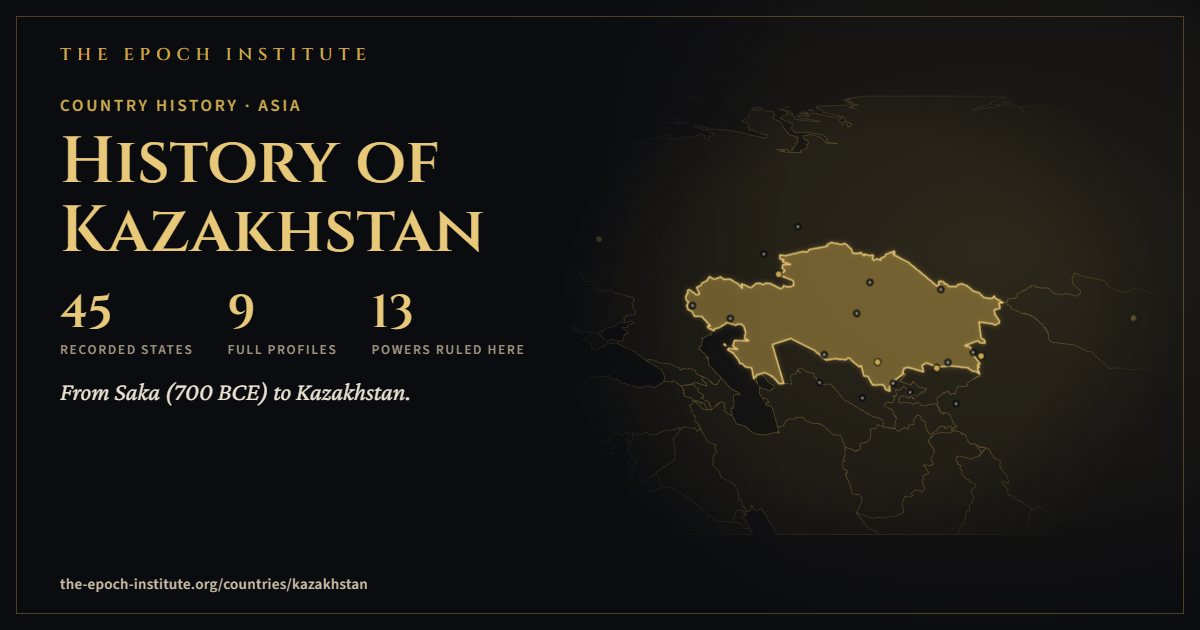 THE EPOCH INSTITUTE
COUNTRY HISTORY · ASIA
HISTORY OF
KAZAKHSTAN
45 9 13
RECORDED STATES FULL PROFILES POWERS RULED HERE
From Saka (700 BCE) to Kazakhstan.
the-epoch-institute.org/countries/kazakhstan